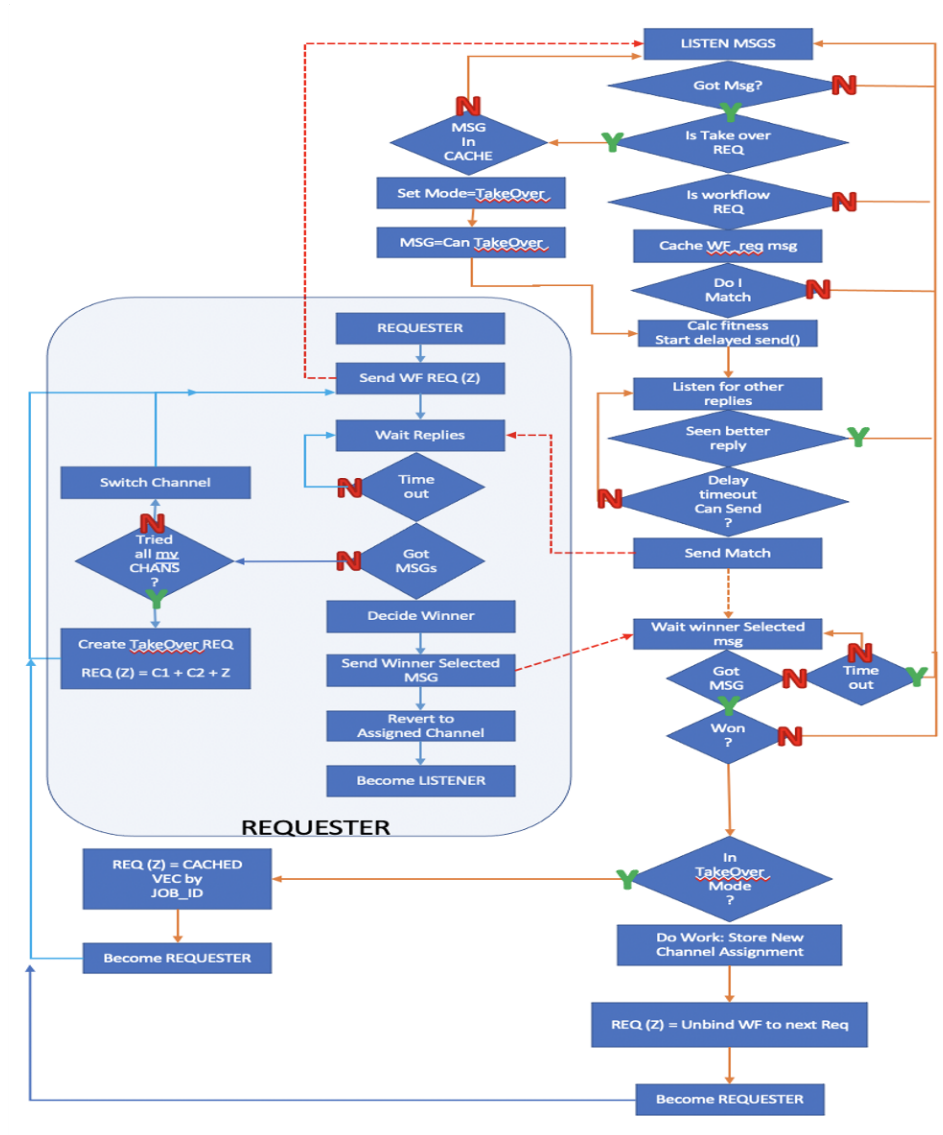 LISTEN MSGS
Got Msg?
N
Y
Is Take over
REQ
Y
N
MSG
In
CACHE
Set Mode=TakeOver
MSG=Can TakeOver
Is workflow
REQ
N
Cache WF_req msg
Do I
Match
N
Calc fitness
Start delayed send()
Listen for other
replies
Seen better
reply
Y
Delay
timeout
Can Send
?
N
Send Match
Wait winner Selected
msg
Got
MSG
N
Time
out
N
Y
Y
Won
?
N
In
TakeOver
Mode
?
Y
Do Work: Store New
Channel Assignment
REQ (Z) = Unbind WF to next Req
Become REQUESTER
REQUESTER
Send WF REQ (Z)
Wait Replies
Time
out
N
Got
MSGs
N
Decide Winner
Send Winner Selected
MSG
Revert to
Assigned Channel
Become LISTENER
Switch Channel
N
Tried
all my
CHANS
?
Y
Create TakeOver REQ
REQ (Z) = C1 + C2 + Z
REQUESTER
REQ (Z) = CACHED
VEC by
JOB_ID
Become REQUESTER